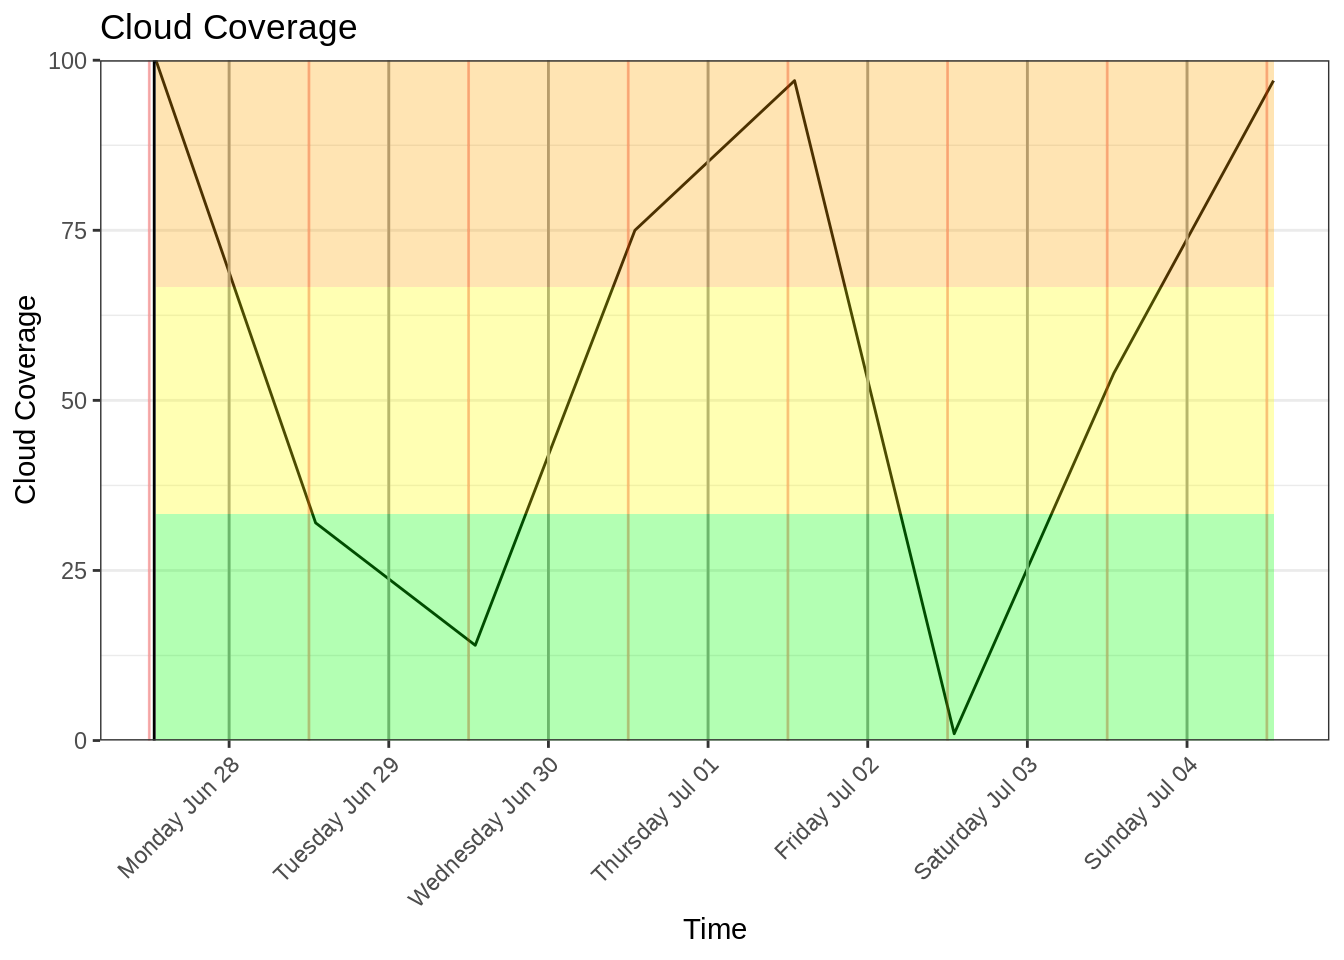 Cloud Coverage
Cloud Coverage
100
75
50
25
0
Monday Jun 28
Tuesday Jun 29
Wednesday Jun 30
Thursday Jul 01
Friday Jul 02
Saturday Jul 03
Sunday Jul 04
Time